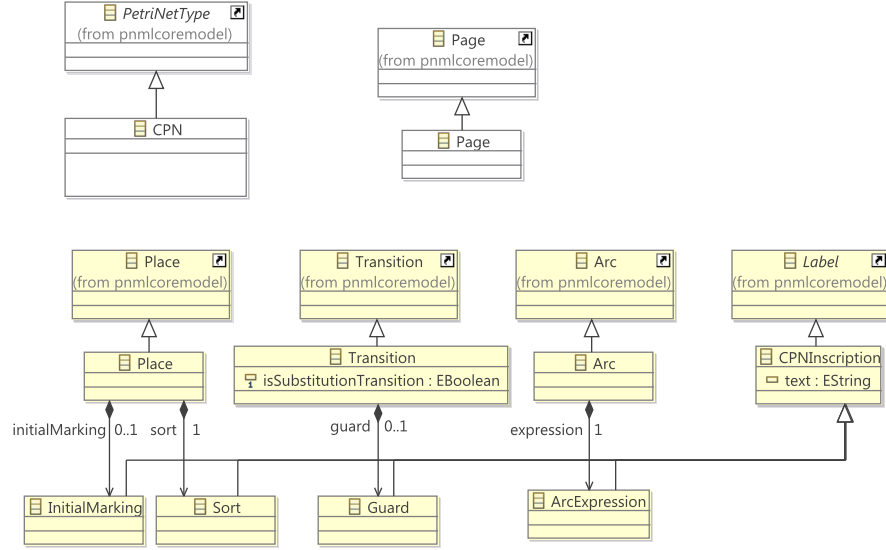 PetriNetType
(from pnmlcoremodel)
Page
(from pnmlcoremodel)
CPN
Page
Place
(from pnmlcoremodel)
Transition
(from pnmlcoremodel)
Arc
(from pnmlcoremodel)
Label
(from pnmlcoremodel)
Place
Transition
isSubstitutionTransition : EBoolean
Arc
CPNInscription
text : EString
initialMarking 0..1
sort 1
guard 0..1
expression 1
InitialMarking
Sort
Guard
ArcExpression